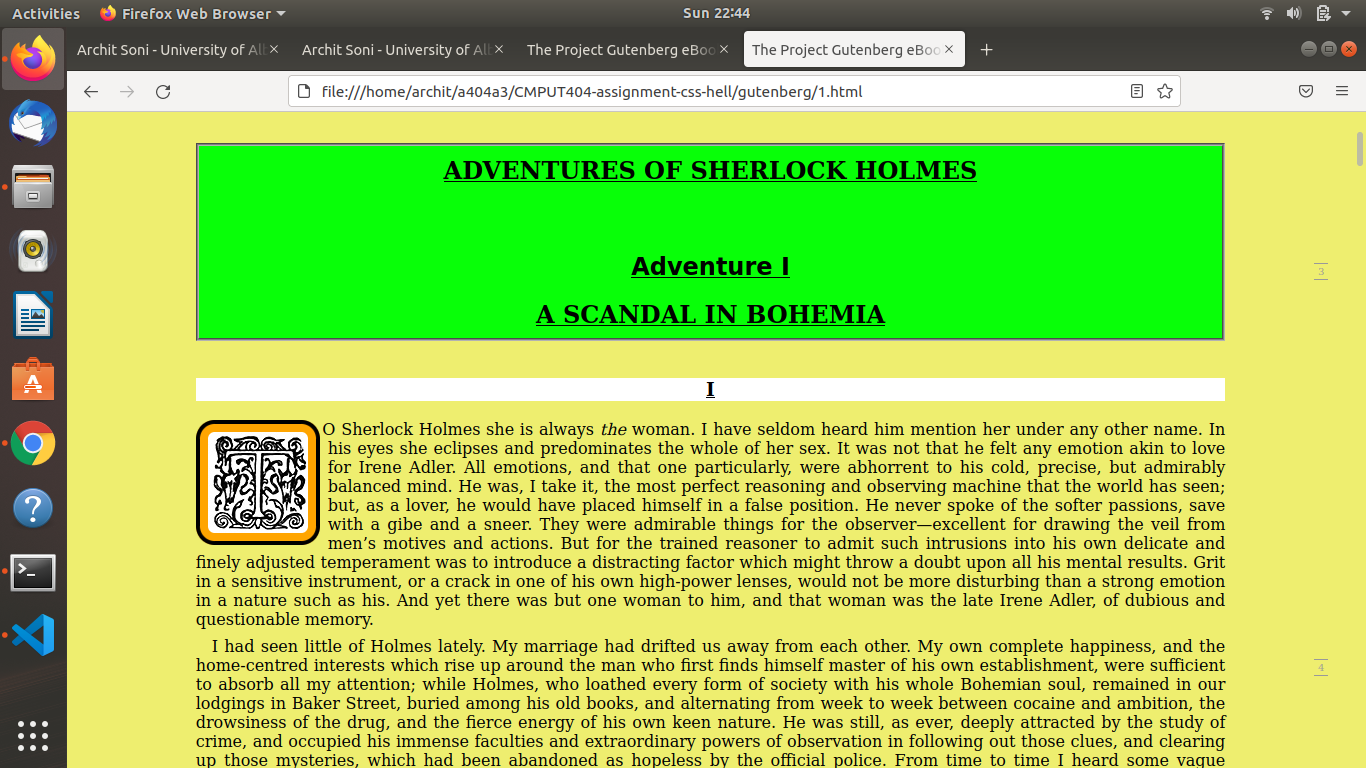 Activities Firefox Web Browser Sun 22:44
Archit Soni - University of Alb Archit Soni - University of Alb The Project Gutenberg eBoo The Project Gutenberg eBoo
file:///home/archit/a404a3/CMPUT404-assignment-css-hell/gutenberg/1.html
ADVENTURES OF SHERLOCK HOLMES
Adventure I
3
A SCANDAL IN BOHEMIA
I
T
O Sherlock Holmes she is always the woman. I have seldom heard him mention her under any other name. In
his eyes she eclipses and predominates the whole of her sex. It was not that he felt any emotion akin to love
for Irene Adler. All emotions, and that one particularly, were abhorrent to his cold, precise, but admirably
balanced mind. He was, I take it, the most perfect reasoning and observing machine that the world has seen;
but, as a lover, he would have placed himself in a false position. He never spoke of the softer passions, save
with a gibe and a sneer. They were admirable things for the observer—excellent for drawing the veil from
men’s motives and actions. But for the trained reasoner to admit such intrusions into his own delicate and
finely adjusted temperament was to introduce a distracting factor which might throw a doubt upon all his mental results. Grit
in a sensitive instrument, or a crack in one of his own high-power lenses, would not be more disturbing than a strong emotion
in a nature such as his. And yet there was but one woman to him, and that woman was the late Irene Adler, of dubious and
questionable memory.
I had seen little of Holmes lately. My marriage had drifted us away from each other. My own complete happiness, and the
home-centred interests which rise up around the man who first finds himself master of his own establishment, were sufficient
4
to absorb all my attention; while Holmes, who loathed every form of society with his whole Bohemian soul, remained in our
lodgings in Baker Street, buried among his old books, and alternating from week to week between cocaine and ambition, the
drowsiness of the drug, and the fierce energy of his own keen nature. He was still, as ever, deeply attracted by the study of
crime, and occupied his immense faculties and extraordinary powers of observation in following out those clues, and clearing
up those mysteries, which had been abandoned as hopeless by the official police. From time to time I heard some vague